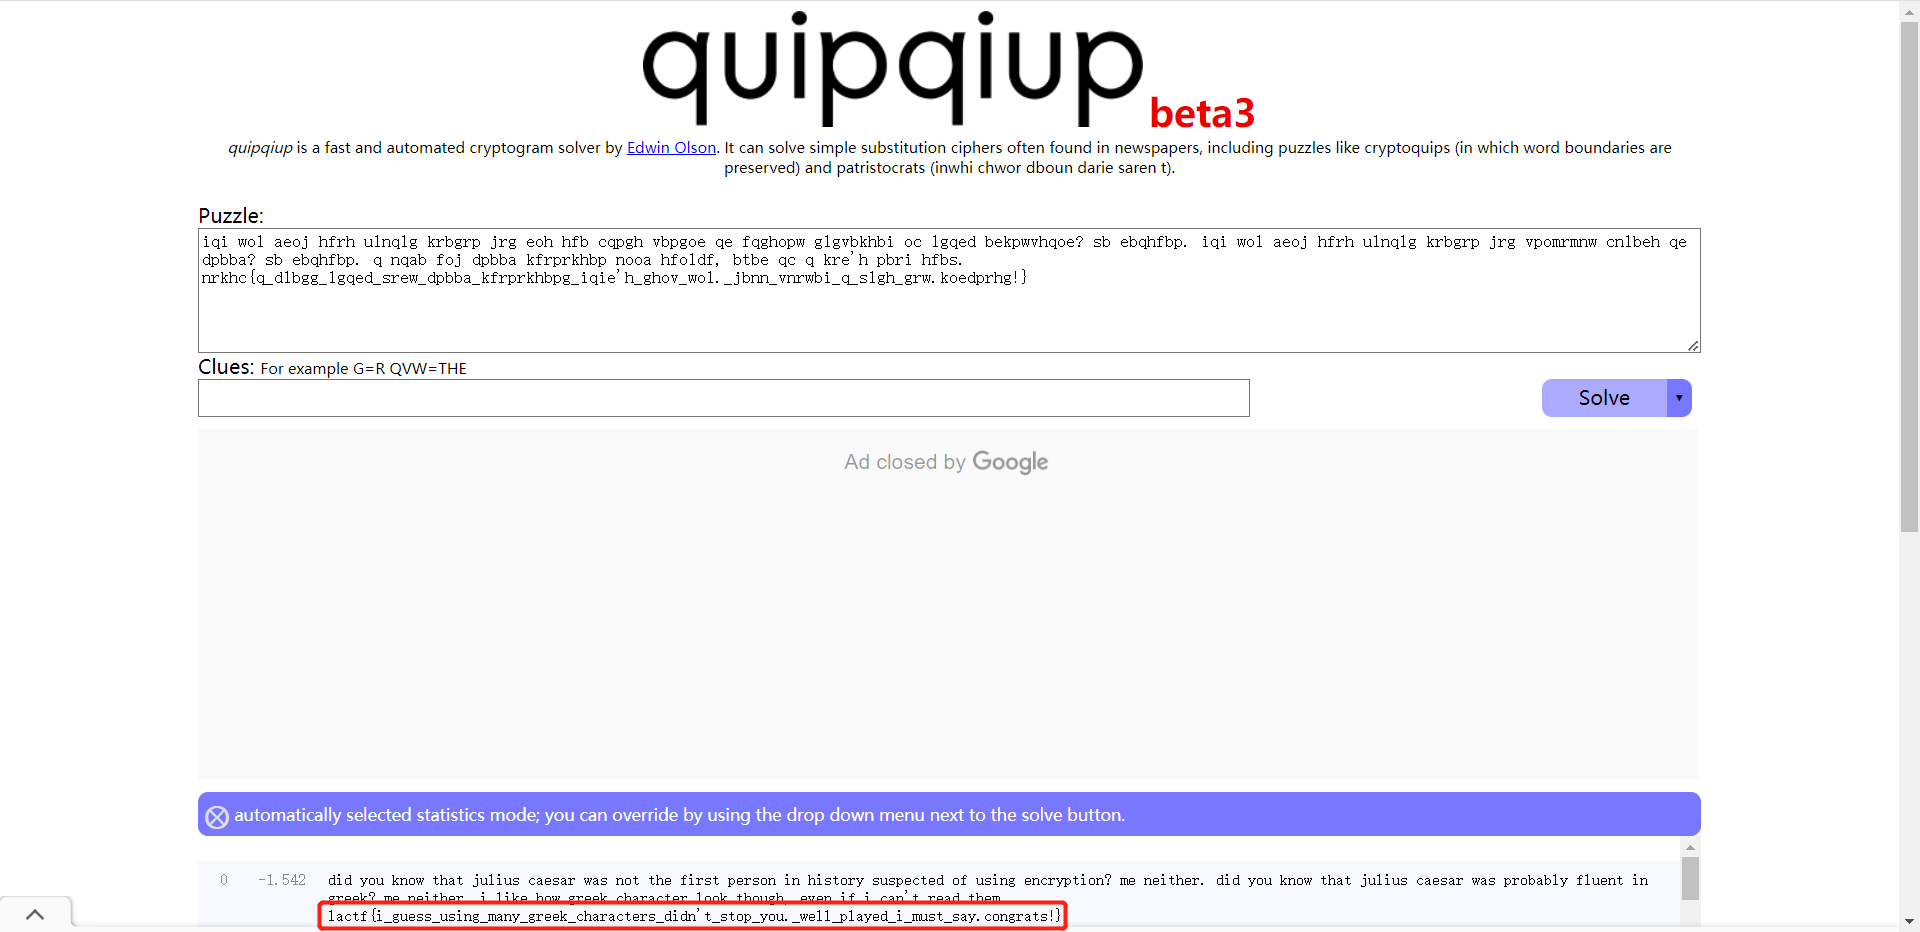 quipqiup beta3
quipqiup is a fast and automated cryptogram solver by Edwin Olson. It can solve simple substitution ciphers often found in newspapers, including puzzles like cryptoquips (in which word boundaries are
preserved) and patristocrats (inwhi chwor dboun darie saren t).
Puzzle:
iqi wol aeoj hfrh ulnqlg krbgrp jrg eoh hfb cqpgh vbpgoe qe fqghopw glgvbkhbi oc lgqed bekpwvhqoe? sb ebqhfbp. iqi wol aeoj hfrh ulnqlg krbgrp jrg vpomrmnw cnlbeh qe
dpbba? sb ebqhfbp. q nqab foj dpbba kfrprkhbp nooa hfoldf, btbe qc q kre'h pbri hfbs.
nrkhc{q_dlbgg_lgqed_srew_dpbba_kfrprkhbpg_iqie'h_ghov_wol._jbnn_vnrwbi_q_slgh_grw.koedprhg!}
Clues: For example G=R QVW=THE
Solve ▾
Ad closed by Google
automatically selected statistics mode; you can override by using the drop down menu next to the solve button.
0 -1.542 did you know that julius caesar was not the first person in history suspected of using encryption? me neither. did you know that julius caesar was probably fluent in
greek? me neither. i like how greek character look though, even if i can't read them.
lactf{i_guess_using_many_greek_characters_didn't_stop_you._well_played_i_must_say.congrats!}